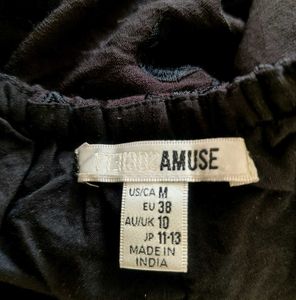 AMUSE
US/CA M
EU 38
AU/UK 10
JP 11-13
MADE IN
INDIA